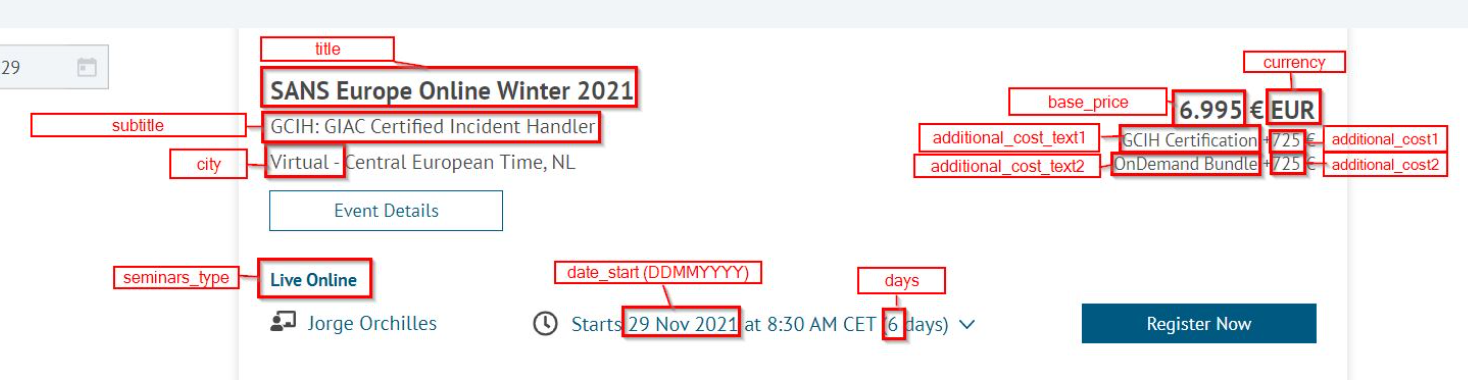 29
title
SANS Europe Online Winter 2021
currency
base_price
6.995 € EUR
subtitle
GCIH: GIAC Certified Incident Handler
additional_cost_text1
GCIH Certification +725 €
additional_cost1
city
Virtual - Central European Time, NL
additional_cost_text2
OnDemand Bundle +725 €
additional_cost2
Event Details
seminars_type
Live Online
date_start (DDMMYYYY)
days
Jorge Orchilles
Starts 29 Nov 2021 at 8:30 AM CET (6 days)
Register Now